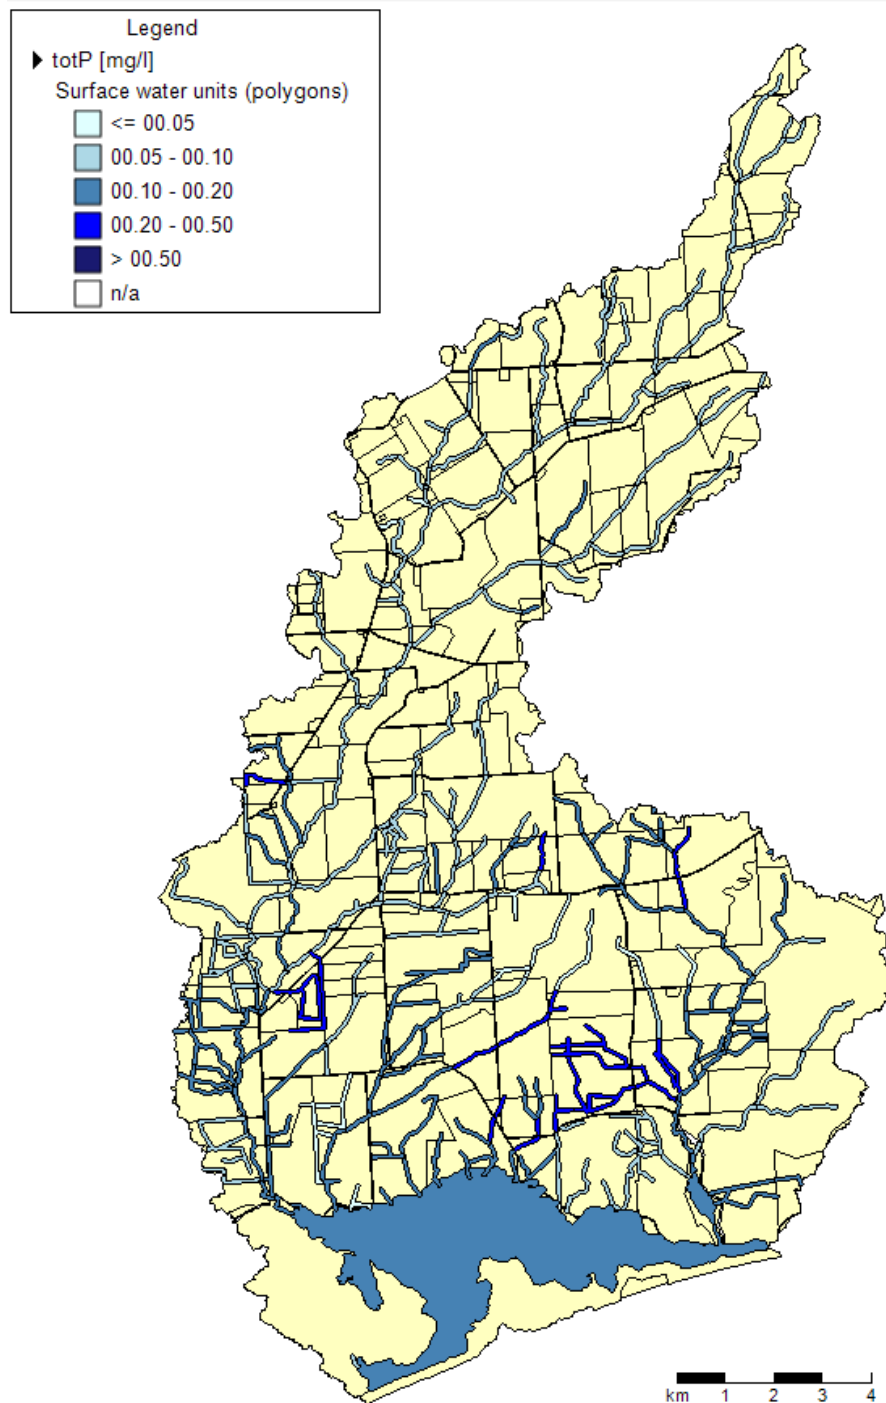 Legend
totP [mg/l]
Surface water units (polygons)
<= 00.05
00.05 - 00.10
00.10 - 00.20
00.20 - 00.50
> 00.50
n/a
km 1 2 3 4